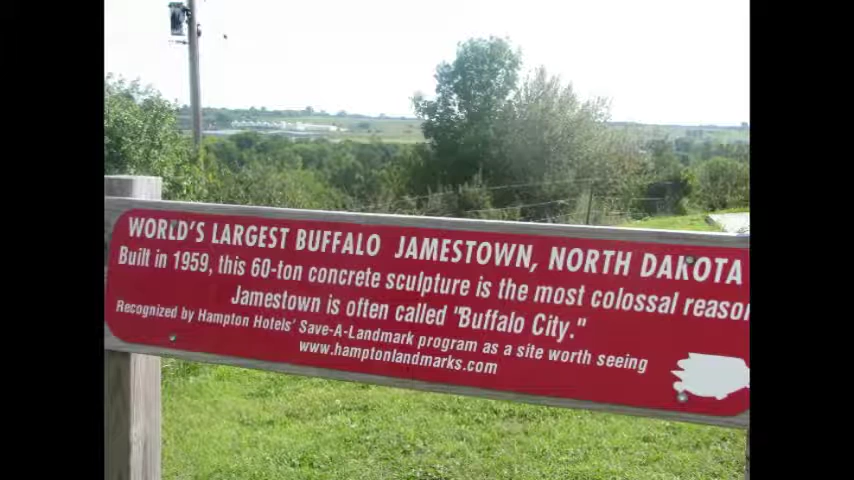 WORLD'S LARGEST BUFFALO JAMESTOWN, NORTH DAKOTA
Built in 1959, this 60-ton concrete sculpture is the most colossal reason
Jamestown is often called "Buffalo City."
Recognized by Hampton Hotels' Save-A-Landmark program as a site worth seeing
www.hamptonlandmarks.com